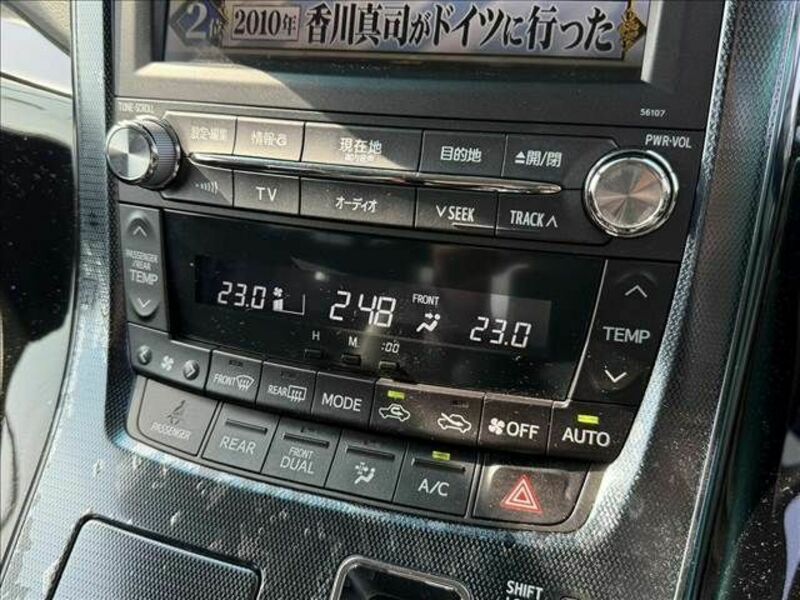 2位 2010年 香川真司がドイツに行った
56107
TUNE・SCROLL
PWR・VOL
設定・編集 情報・G 現在地 目的地 ▲開/閉
TV オーディオ ∨SEEK TRACK∧
PASSENGER
/REAR
TEMP
23.0 2:48 FRONT 23.0
H M :00
TEMP
FRONT REAR MODE OFF AUTO
PASSENGER REAR FRONT
DUAL A/C
SHIFT